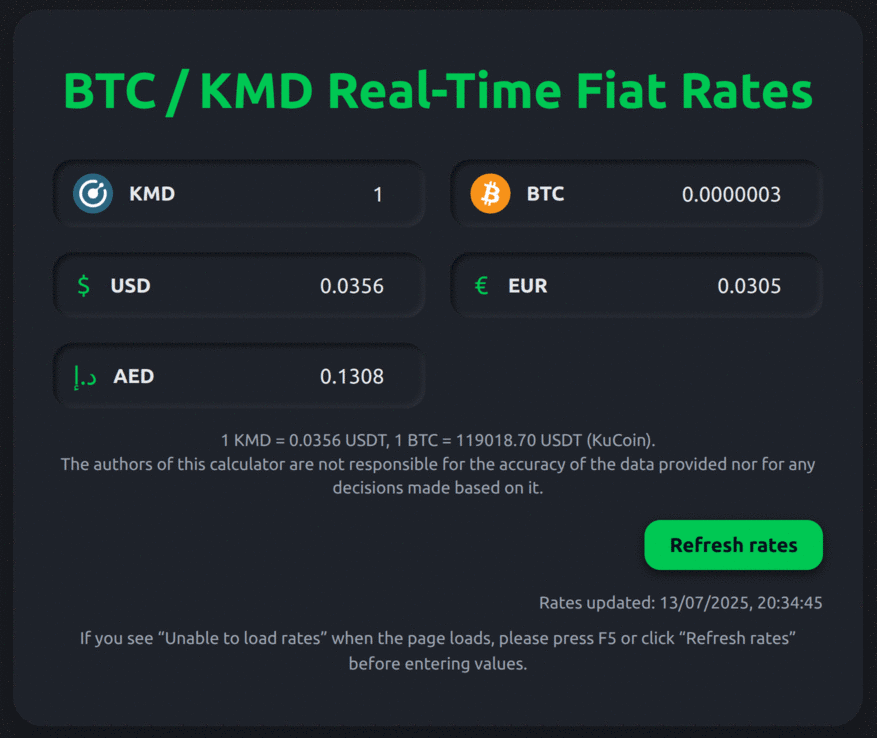 BTC / KMD Real-Time Fiat Rates
KMD 1
BTC 0.0000003
$ USD 0.0356
€ EUR 0.0305
د.إ AED 0.1308
1 KMD = 0.0356 USDT, 1 BTC = 119018.70 USDT (KuCoin).
The authors of this calculator are not responsible for the accuracy of the data provided nor for any
decisions made based on it.
Refresh rates
Rates updated: 13/07/2025, 20:34:45
If you see “Unable to load rates” when the page loads, please press F5 or click “Refresh rates”
before entering values.